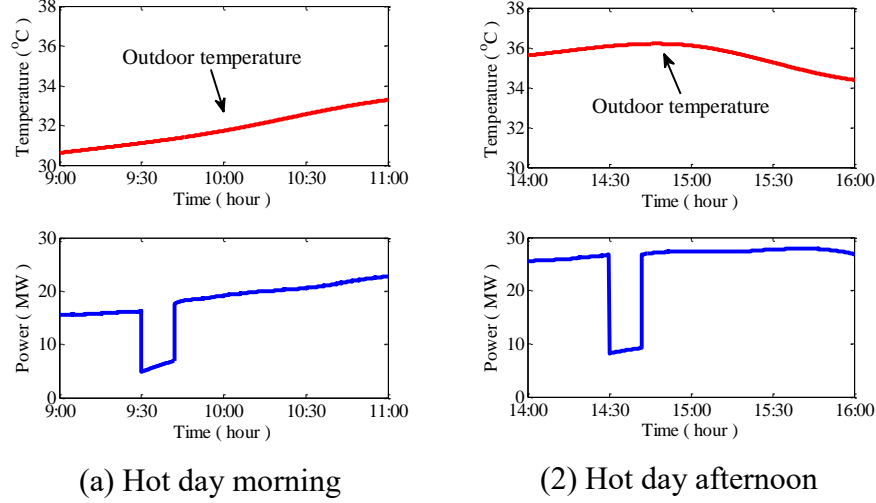 38
36
34
32
30
Temperature ( °C )
Outdoor temperature
9:00 9:30 10:00 10:30 11:00
Time ( hour )
30
20
10
0
Power ( MW )
9:00 9:30 10:00 10:30 11:00
Time ( hour )
(a) Hot day morning
38
36
34
32
30
Temperature ( °C )
Outdoor temperature
14:00 14:30 15:00 15:30 16:00
Time ( hour )
30
20
10
0
Power ( MW )
14:00 14:30 15:00 15:30 16:00
Time ( hour )
(2) Hot day afternoon